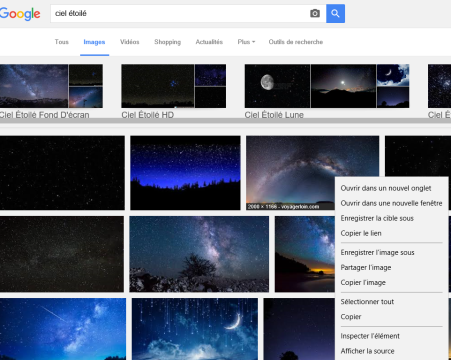 Google
ciel étoilé
Tous Images Vidéos Shopping Actualités Plus Outils de recherche
Ciel Étoilé Fond D'écran Ciel Étoilé HD Ciel Étoilé Lune Ciel É
2000 × 1166 - voyagerloin.com
Ouvrir dans un nouvel onglet
Ouvrir dans une nouvelle fenêtre
Enregistrer la cible sous
Copier le lien
Enregistrer l'image sous
Partager l'image
Copier l'image
Sélectionner tout
Copier
Inspecter l'élément
Afficher la source